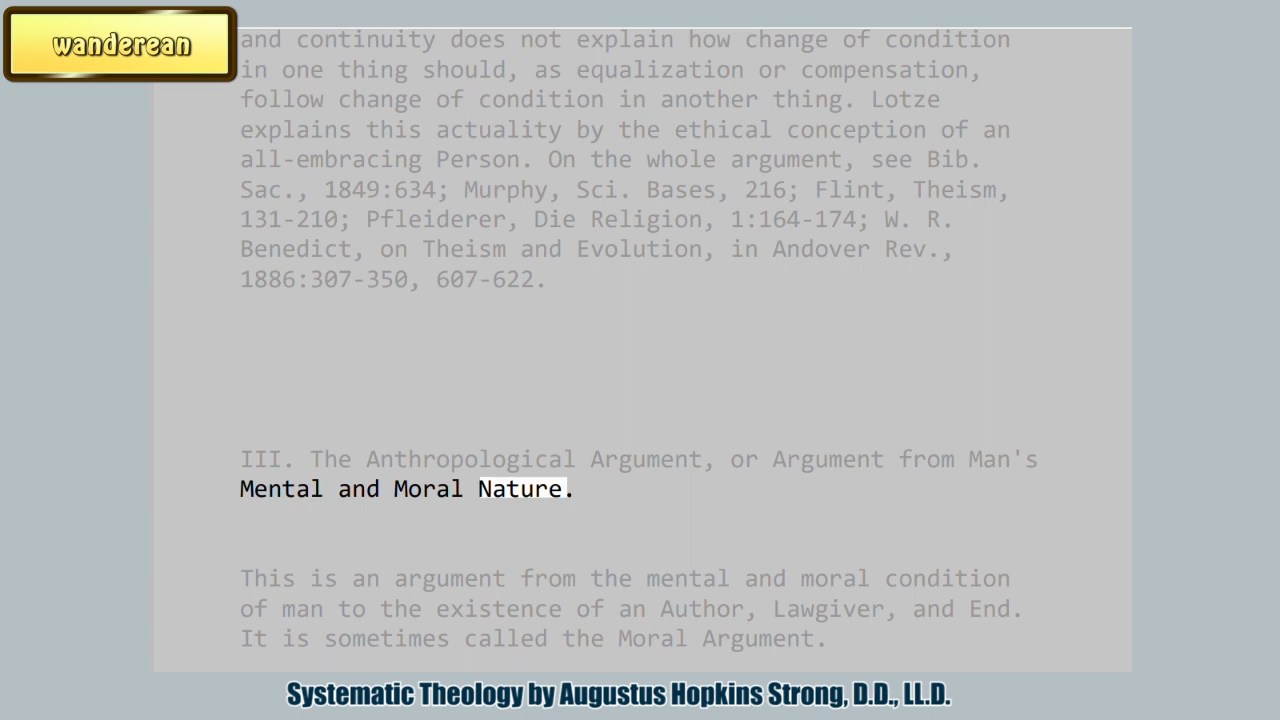 wanderean
and continuity does not explain how change of condition
in one thing should, as equalization or compensation,
follow change of condition in another thing. Lotze
explains this actuality by the ethical conception of an
all-embracing Person. On the whole argument, see Bib.
Sac., 1849:634; Murphy, Sci. Bases, 216; Flint, Theism,
131-210; Pfleiderer, Die Religion, 1:164-174; W. R.
Benedict, on Theism and Evolution, in Andover Rev.,
1886:307-350, 607-622.
III. The Anthropological Argument, or Argument from Man's
Mental and Moral Nature.
This is an argument from the mental and moral condition
of man to the existence of an Author, Lawgiver, and End.
It is sometimes called the Moral Argument.
Systematic Theology by Augustus Hopkins Strong, D.D., LL.D.